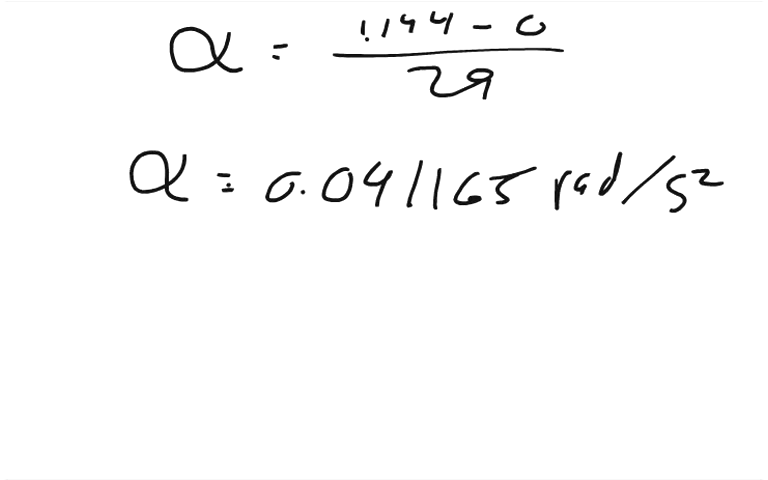 α = (1.194 - 0) / 29
α = 0.041165 rad/s²